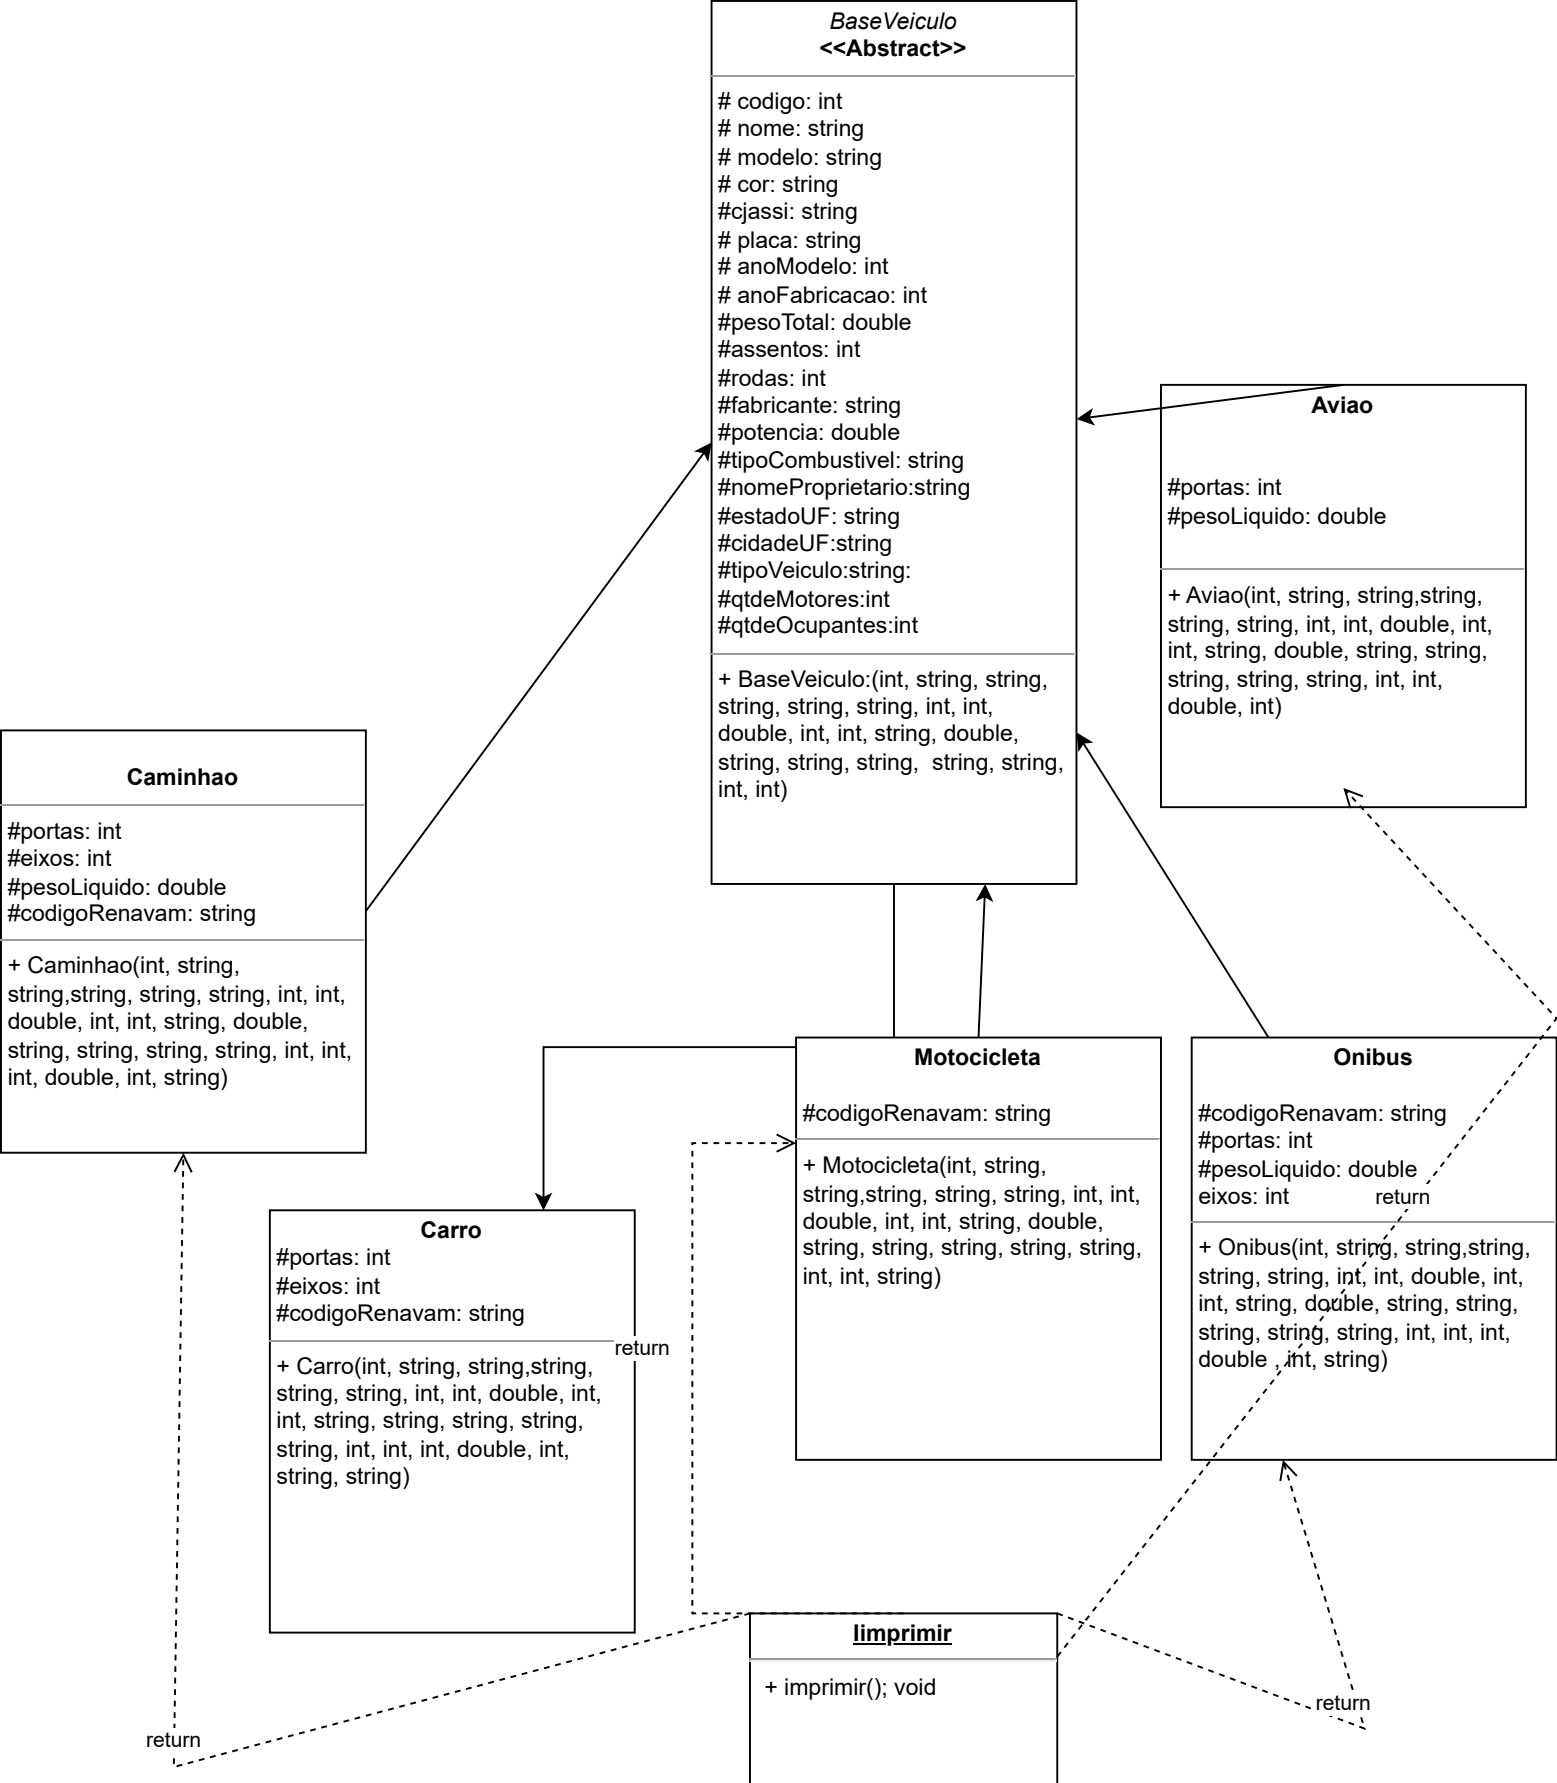 BaseVeiculo
<<Abstract>>
# codigo: int
# nome: string
# modelo: string
# cor: string
#cjassi: string
# placa: string
# anoModelo: int
# anoFabricacao: int
#pesoTotal: double
#assentos: int
#rodas: int
#fabricante: string
#potencia: double
#tipoCombustivel: string
#nomeProprietario:string
#estadoUF: string
#cidadeUF:string
#tipoVeiculo:string:
#qtdeMotores:int
#qtdeOcupantes:int
+ BaseVeiculo:(int, string, string,
string, string, string, int, int,
double, int, int, string, double,
string, string, string,  string, string,
int, int)
Aviao
#portas: int
#pesoLiquido: double
+ Aviao(int, string, string,string,
string, string, int, int, double, int,
int, string, double, string, string,
string, string, string, int, int,
double, int)
Caminhao
#portas: int
#eixos: int
#pesoLiquido: double
#codigoRenavam: string
+ Caminhao(int, string,
string,string, string, string, int, int,
double, int, int, string, double,
string, string, string, string, int, int,
int, double, int, string)
Carro
#portas: int
#eixos: int
#codigoRenavam: string
+ Carro(int, string, string,string,
string, string, int, int, double, int,
int, string, string, string, string,
string, int, int, int, double, int,
string, string)
return
Motocicleta
#codigoRenavam: string
+ Motocicleta(int, string,
string,string, string, string, int, int,
double, int, int, string, double,
string, string, string, string, string,
int, int, string)
Onibus
#codigoRenavam: string
#portas: int
#pesoLiquido: double
eixos: int
return
+ Onibus(int, string, string,string,
string, string, int, int, double, int,
int, string, double, string, string,
string, string, string, int, int, int,
double , int, string)
Iimprimir
+ imprimir(); void
return
return